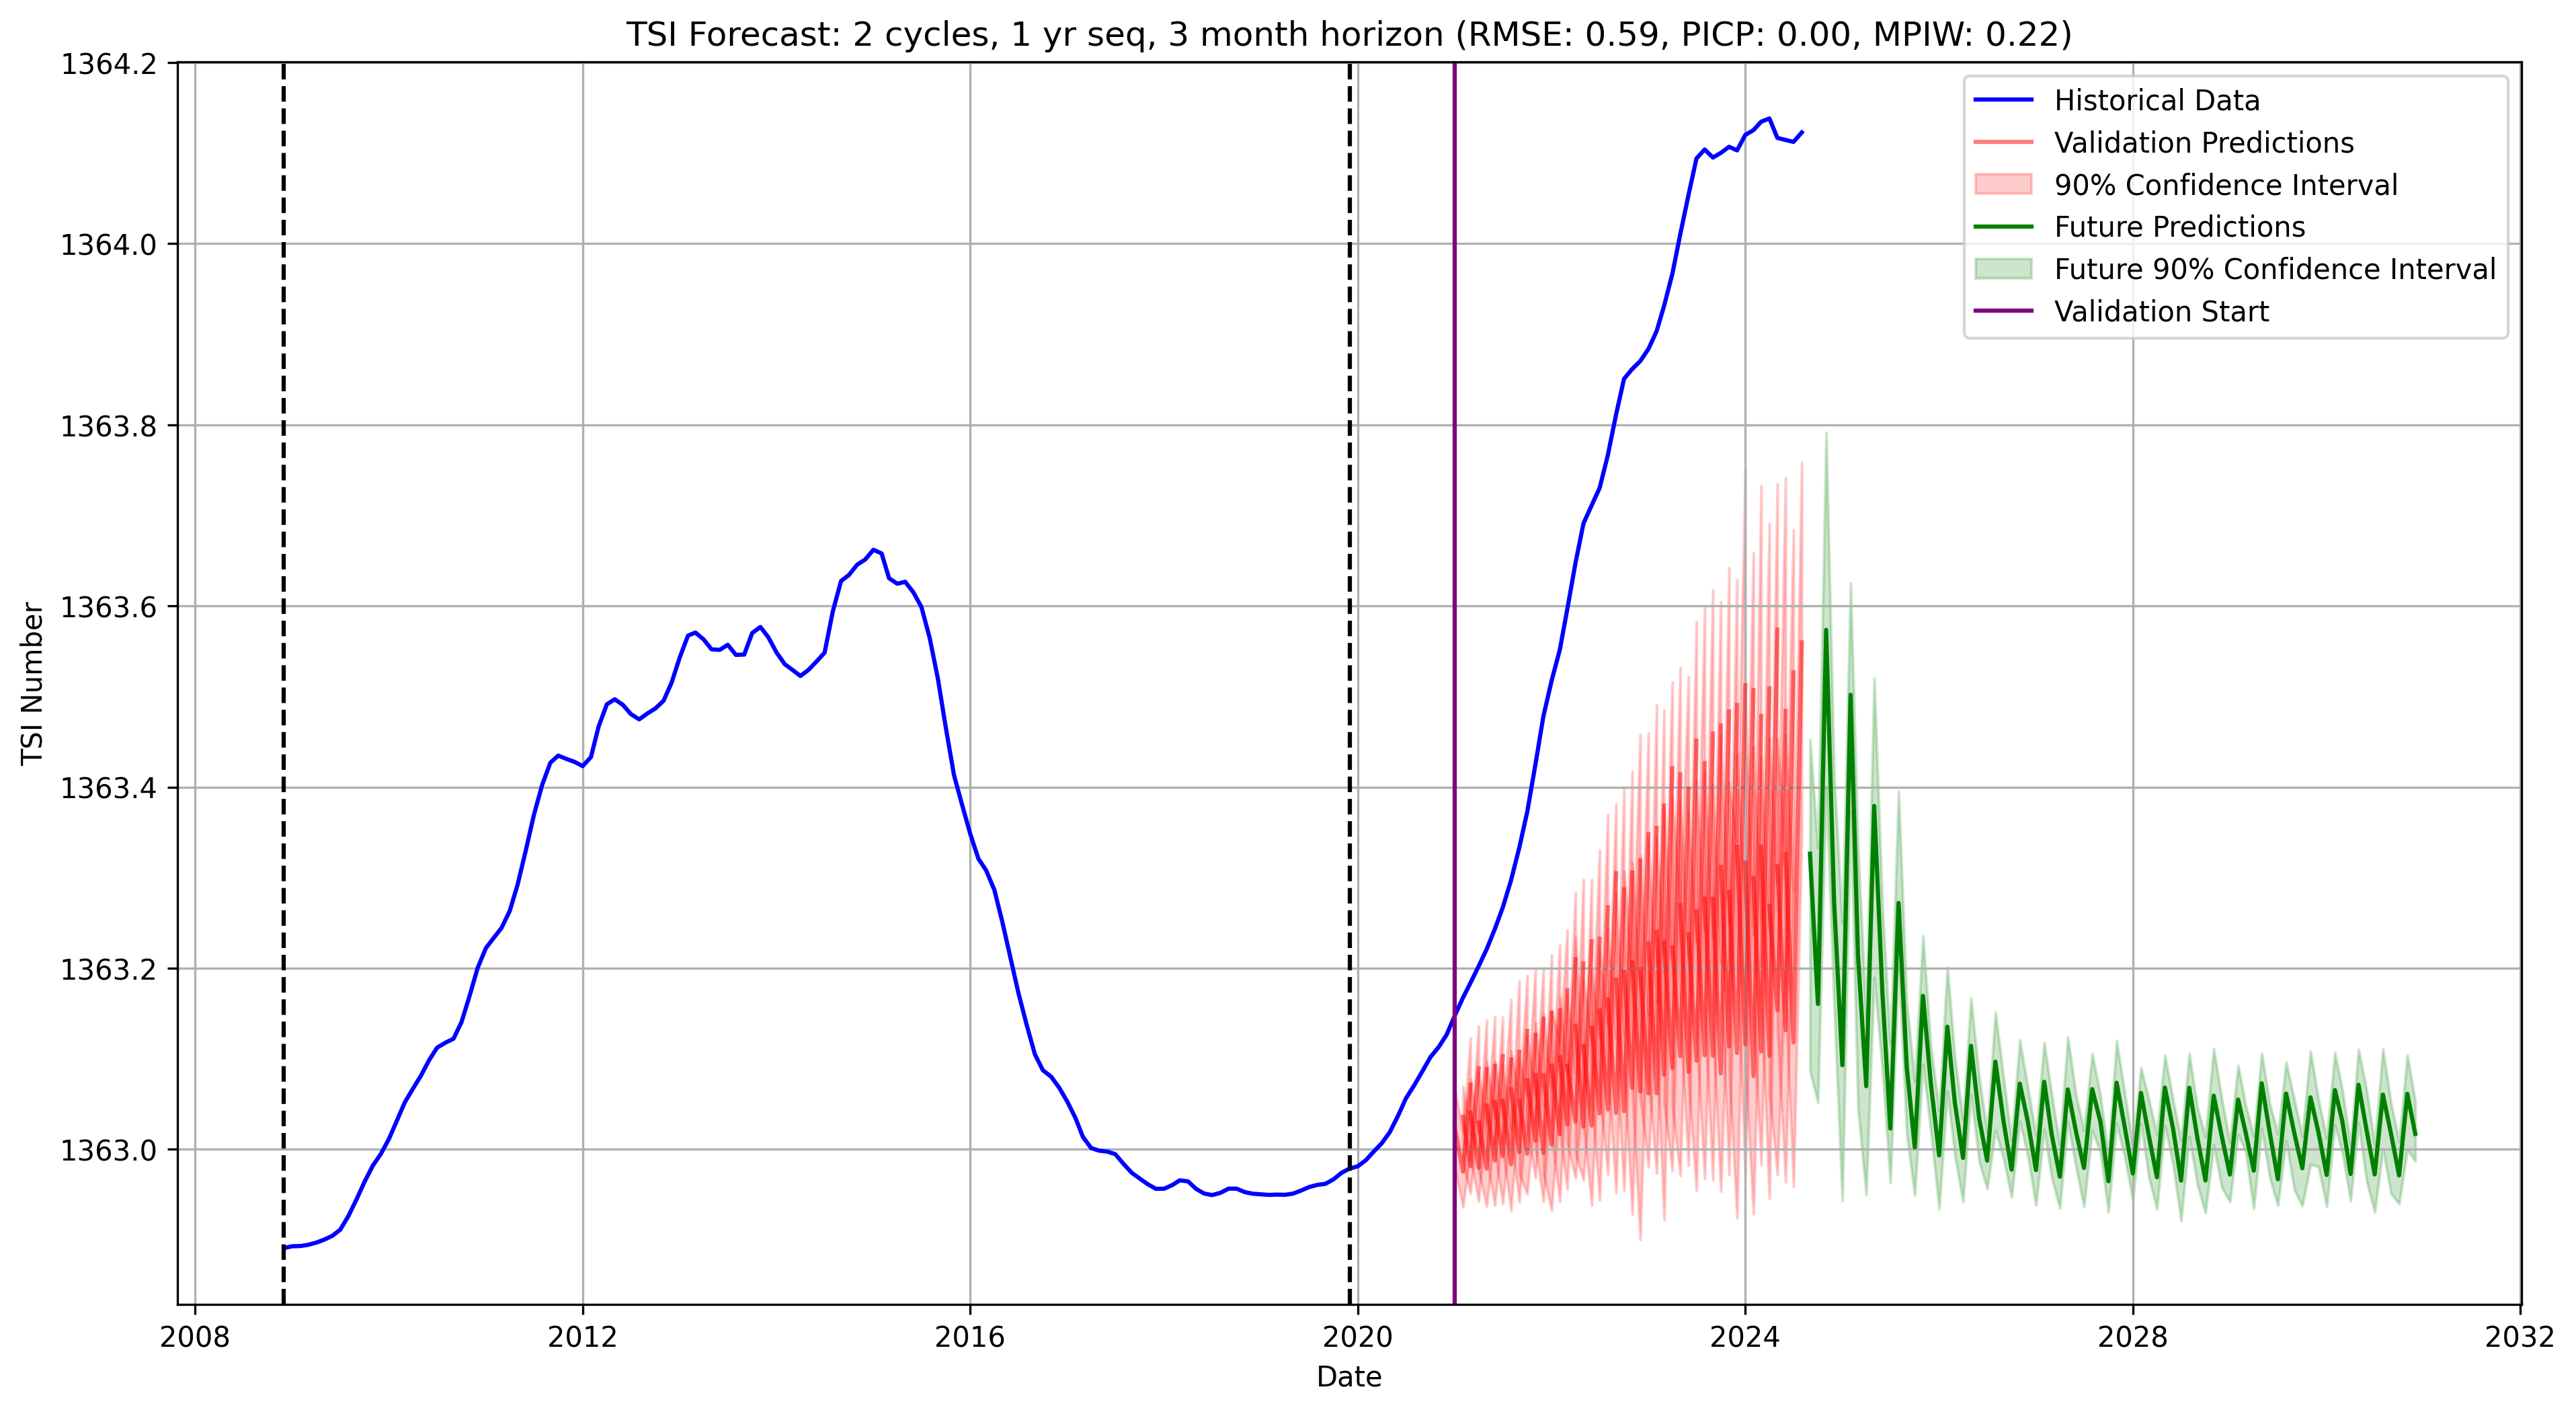 TSI Forecast: 2 cycles, 1 yr seq, 3 month horizon (RMSE: 0.59, PICP: 0.00, MPIW: 0.22)
1364.2
1364.0
1363.8
1363.6
1363.4
1363.2
1363.0
TSI Number
Historical Data
Validation Predictions
90% Confidence Interval
Future Predictions
Future 90% Confidence Interval
Validation Start
2008 2012 2016 2020 2024 2028 2032
Date